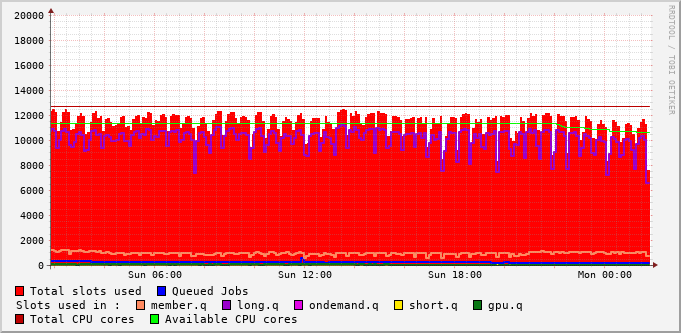 RRDTOOL / TOBI OETIKER
20000
18000
16000
14000
12000
10000
8000
6000
4000
2000
0
Sun 06:00 Sun 12:00 Sun 18:00 Mon 00:00
Total slots used Queued Jobs
Slots used in : member.q long.q ondemand.q short.q gpu.q
Total CPU cores Available CPU cores